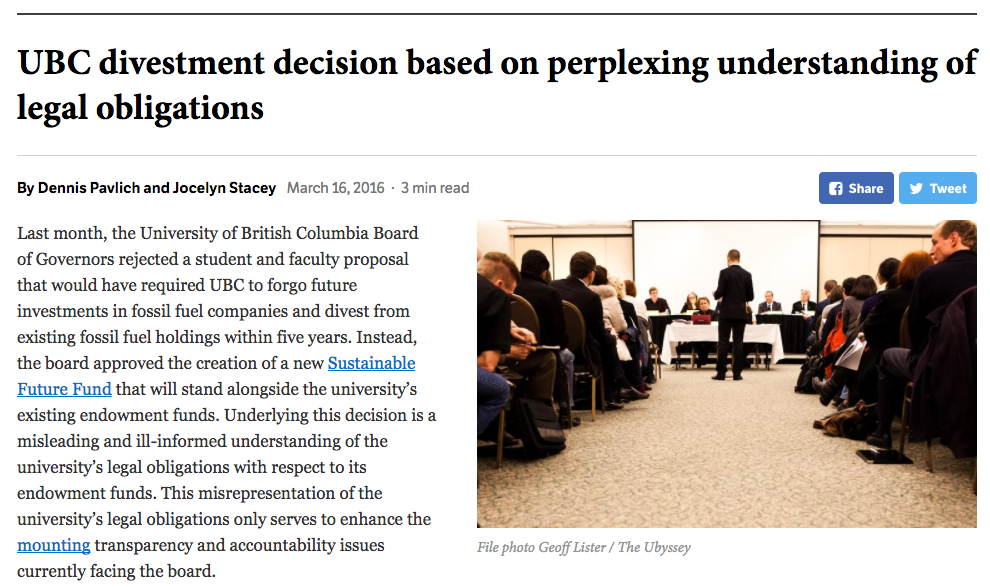 UBC divestment decision based on perplexing understanding of
legal obligations
By Dennis Pavlich and Jocelyn Stacey March 16, 2016 · 3 min read
Share
Tweet
Last month, the University of British Columbia Board
of Governors rejected a student and faculty proposal
that would have required UBC to forgo future
investments in fossil fuel companies and divest from
existing fossil fuel holdings within five years. Instead,
the board approved the creation of a new Sustainable
Future Fund that will stand alongside the university’s
existing endowment funds. Underlying this decision is a
misleading and ill-informed understanding of the
university’s legal obligations with respect to its
endowment funds. This misrepresentation of the
university’s legal obligations only serves to enhance the
mounting transparency and accountability issues
currently facing the board.
File photo Geoff Lister / The Ubyssey